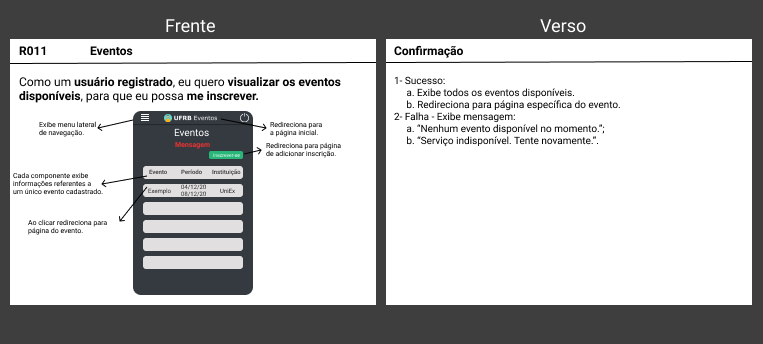 Frente
Verso
R011 Eventos
Como um usuário registrado, eu quero visualizar os eventos
disponíveis, para que eu possa me inscrever.
Exibe menu lateral
de navegação.
UFRB Eventos
Redireciona para
a página inicial.
Eventos
Mensagem
Inscrever-se
Redireciona para página
de adicionar inscrição.
Cada componente exibe
informações referentes a
um único evento cadastrado.
Evento Período Instituição
Exemplo 04/12/20 UniEx
08/12/20
Ao clicar redireciona para
página do evento.
Confirmação
1- Sucesso:
a. Exibe todos os eventos disponíveis.
b. Redireciona para página específica do evento.
2- Falha - Exibe mensagem:
a. “Nenhum evento disponível no momento.”;
b. “Serviço indisponível. Tente novamente.”.